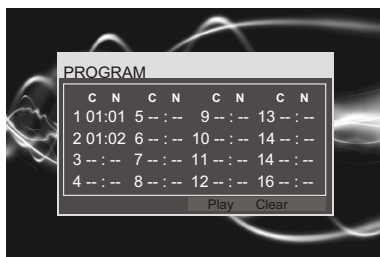 PROGRAM
C N C N C N C N
1 01:01 5 -- : -- 9 -- : -- 13 -- : --
2 01:02 6 -- : -- 10 -- : -- 14 -- : --
3 -- : -- 7 -- : -- 11 -- : -- 14 -- : --
4 -- : -- 8 -- : -- 12 -- : -- 16 -- : --
Play Clear